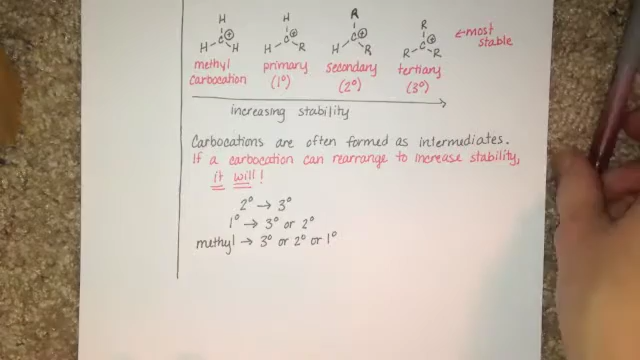 H H R R
C⊕ C⊕ C⊕ C⊕ ←most stable
H H H R H R R R
methyl carbocation primary (1°) secondary (2°) tertiary (3°)
increasing stability
Carbocations are often formed as intermediates.
If a carbocation can rearrange to increase stability,
it will!
2° → 3°
1° → 3° or 2°
methyl → 3° or 2° or 1°